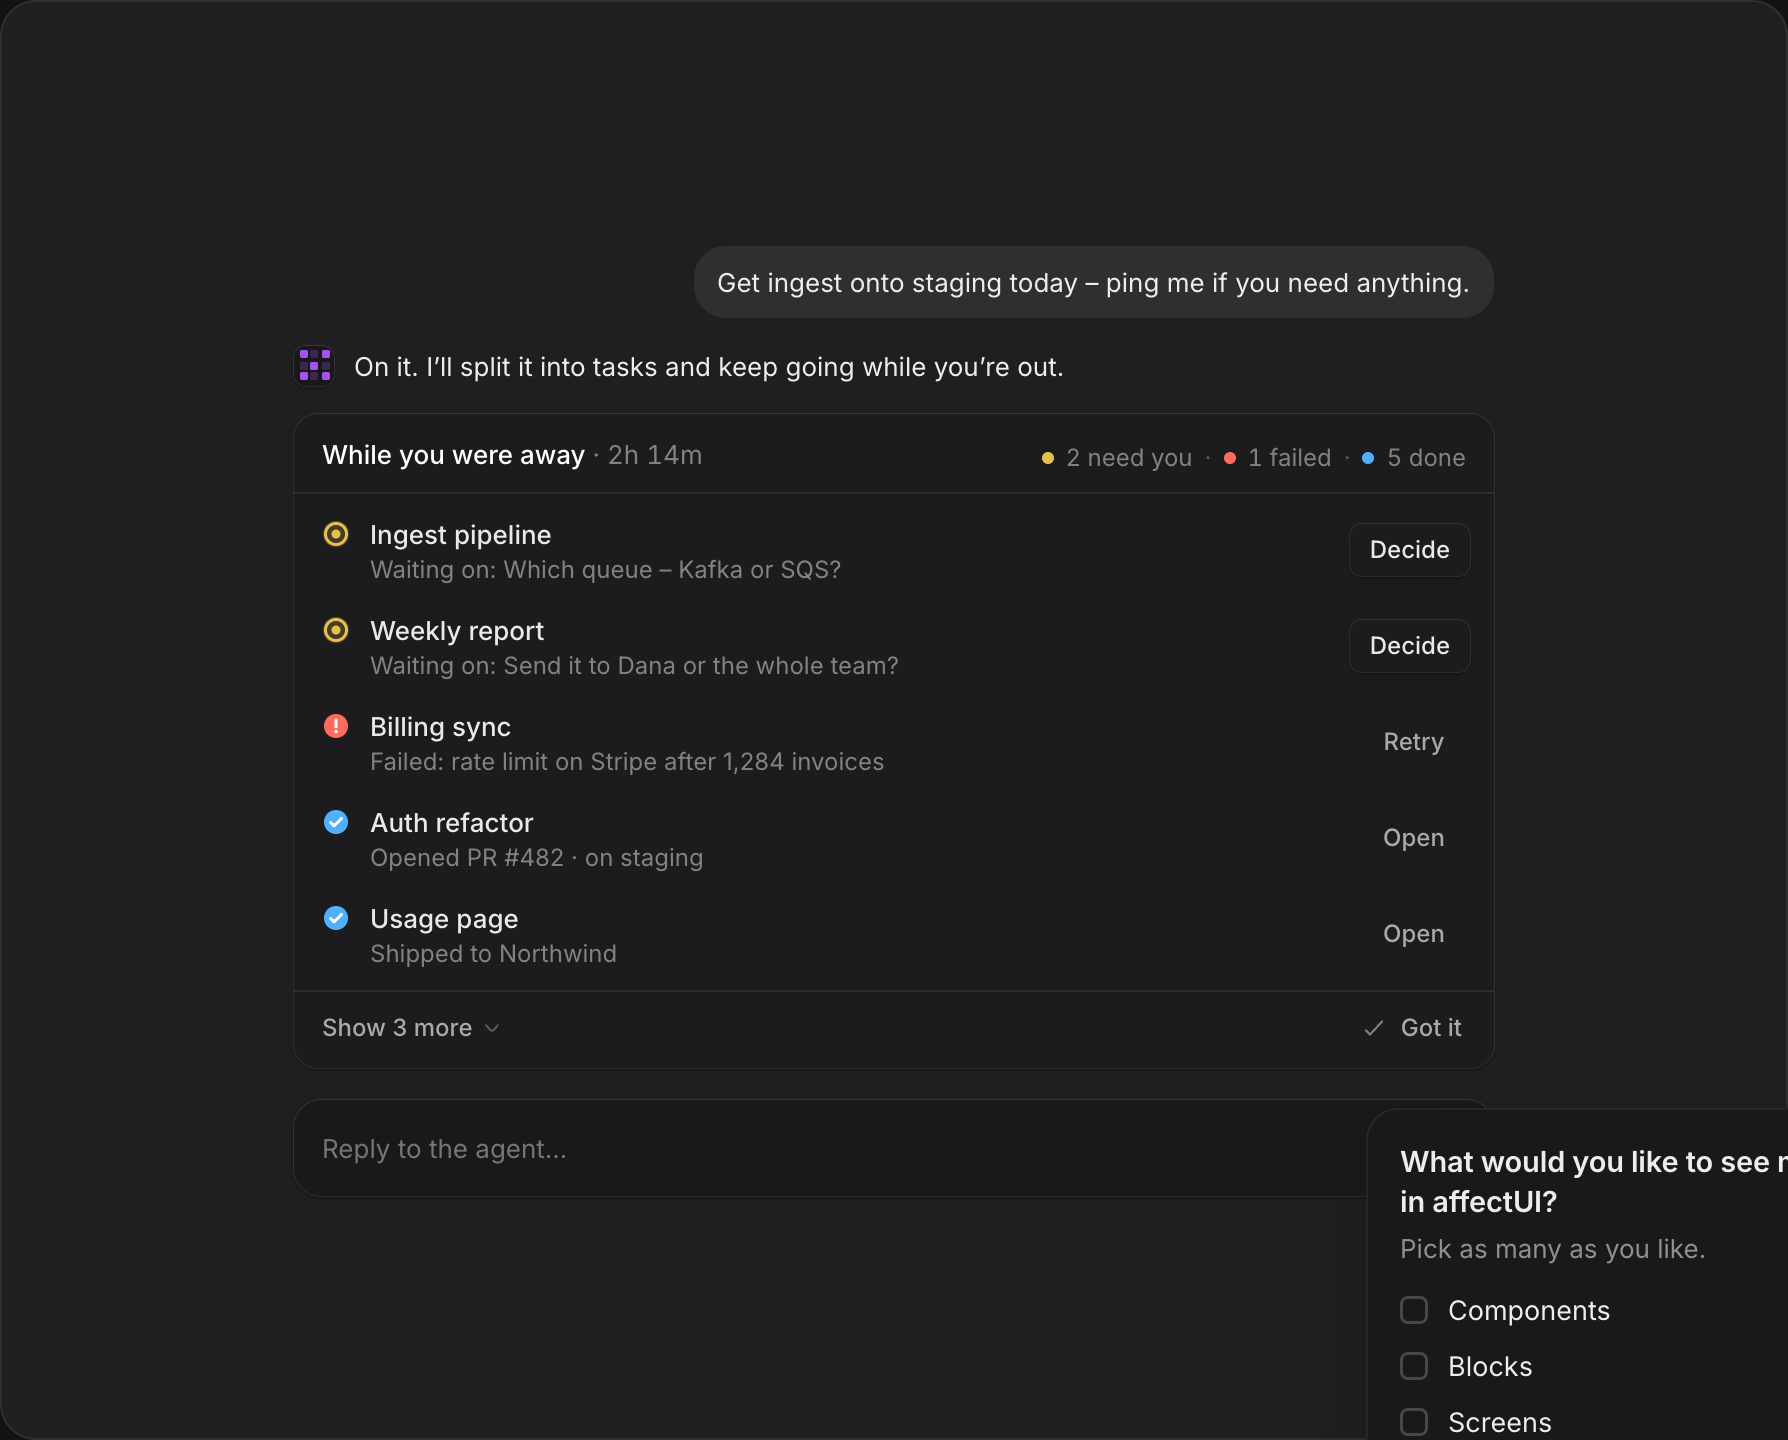 Get ingest onto staging today – ping me if you need anything.
On it. I’ll split it into tasks and keep going while you’re out.
While you were away · 2h 14m
2 need you · 1 failed · 5 done
Ingest pipeline
Waiting on: Which queue – Kafka or SQS?
Decide
Weekly report
Waiting on: Send it to Dana or the whole team?
Decide
Billing sync
Failed: rate limit on Stripe after 1,284 invoices
Retry
Auth refactor
Opened PR #482 · on staging
Open
Usage page
Shipped to Northwind
Open
Show 3 more
Got it
Reply to the agent...
What would you like to see
in affectUI?
Pick as many as you like.
Components
Blocks
Screens